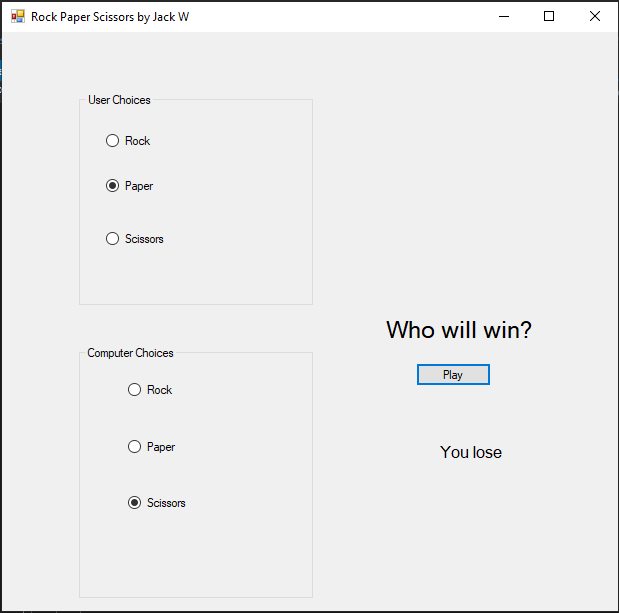 Rock Paper Scissors by Jack W
User Choices
Rock
Paper
Scissors
Computer Choices
Rock
Paper
Scissors
Who will win?
Play
You lose